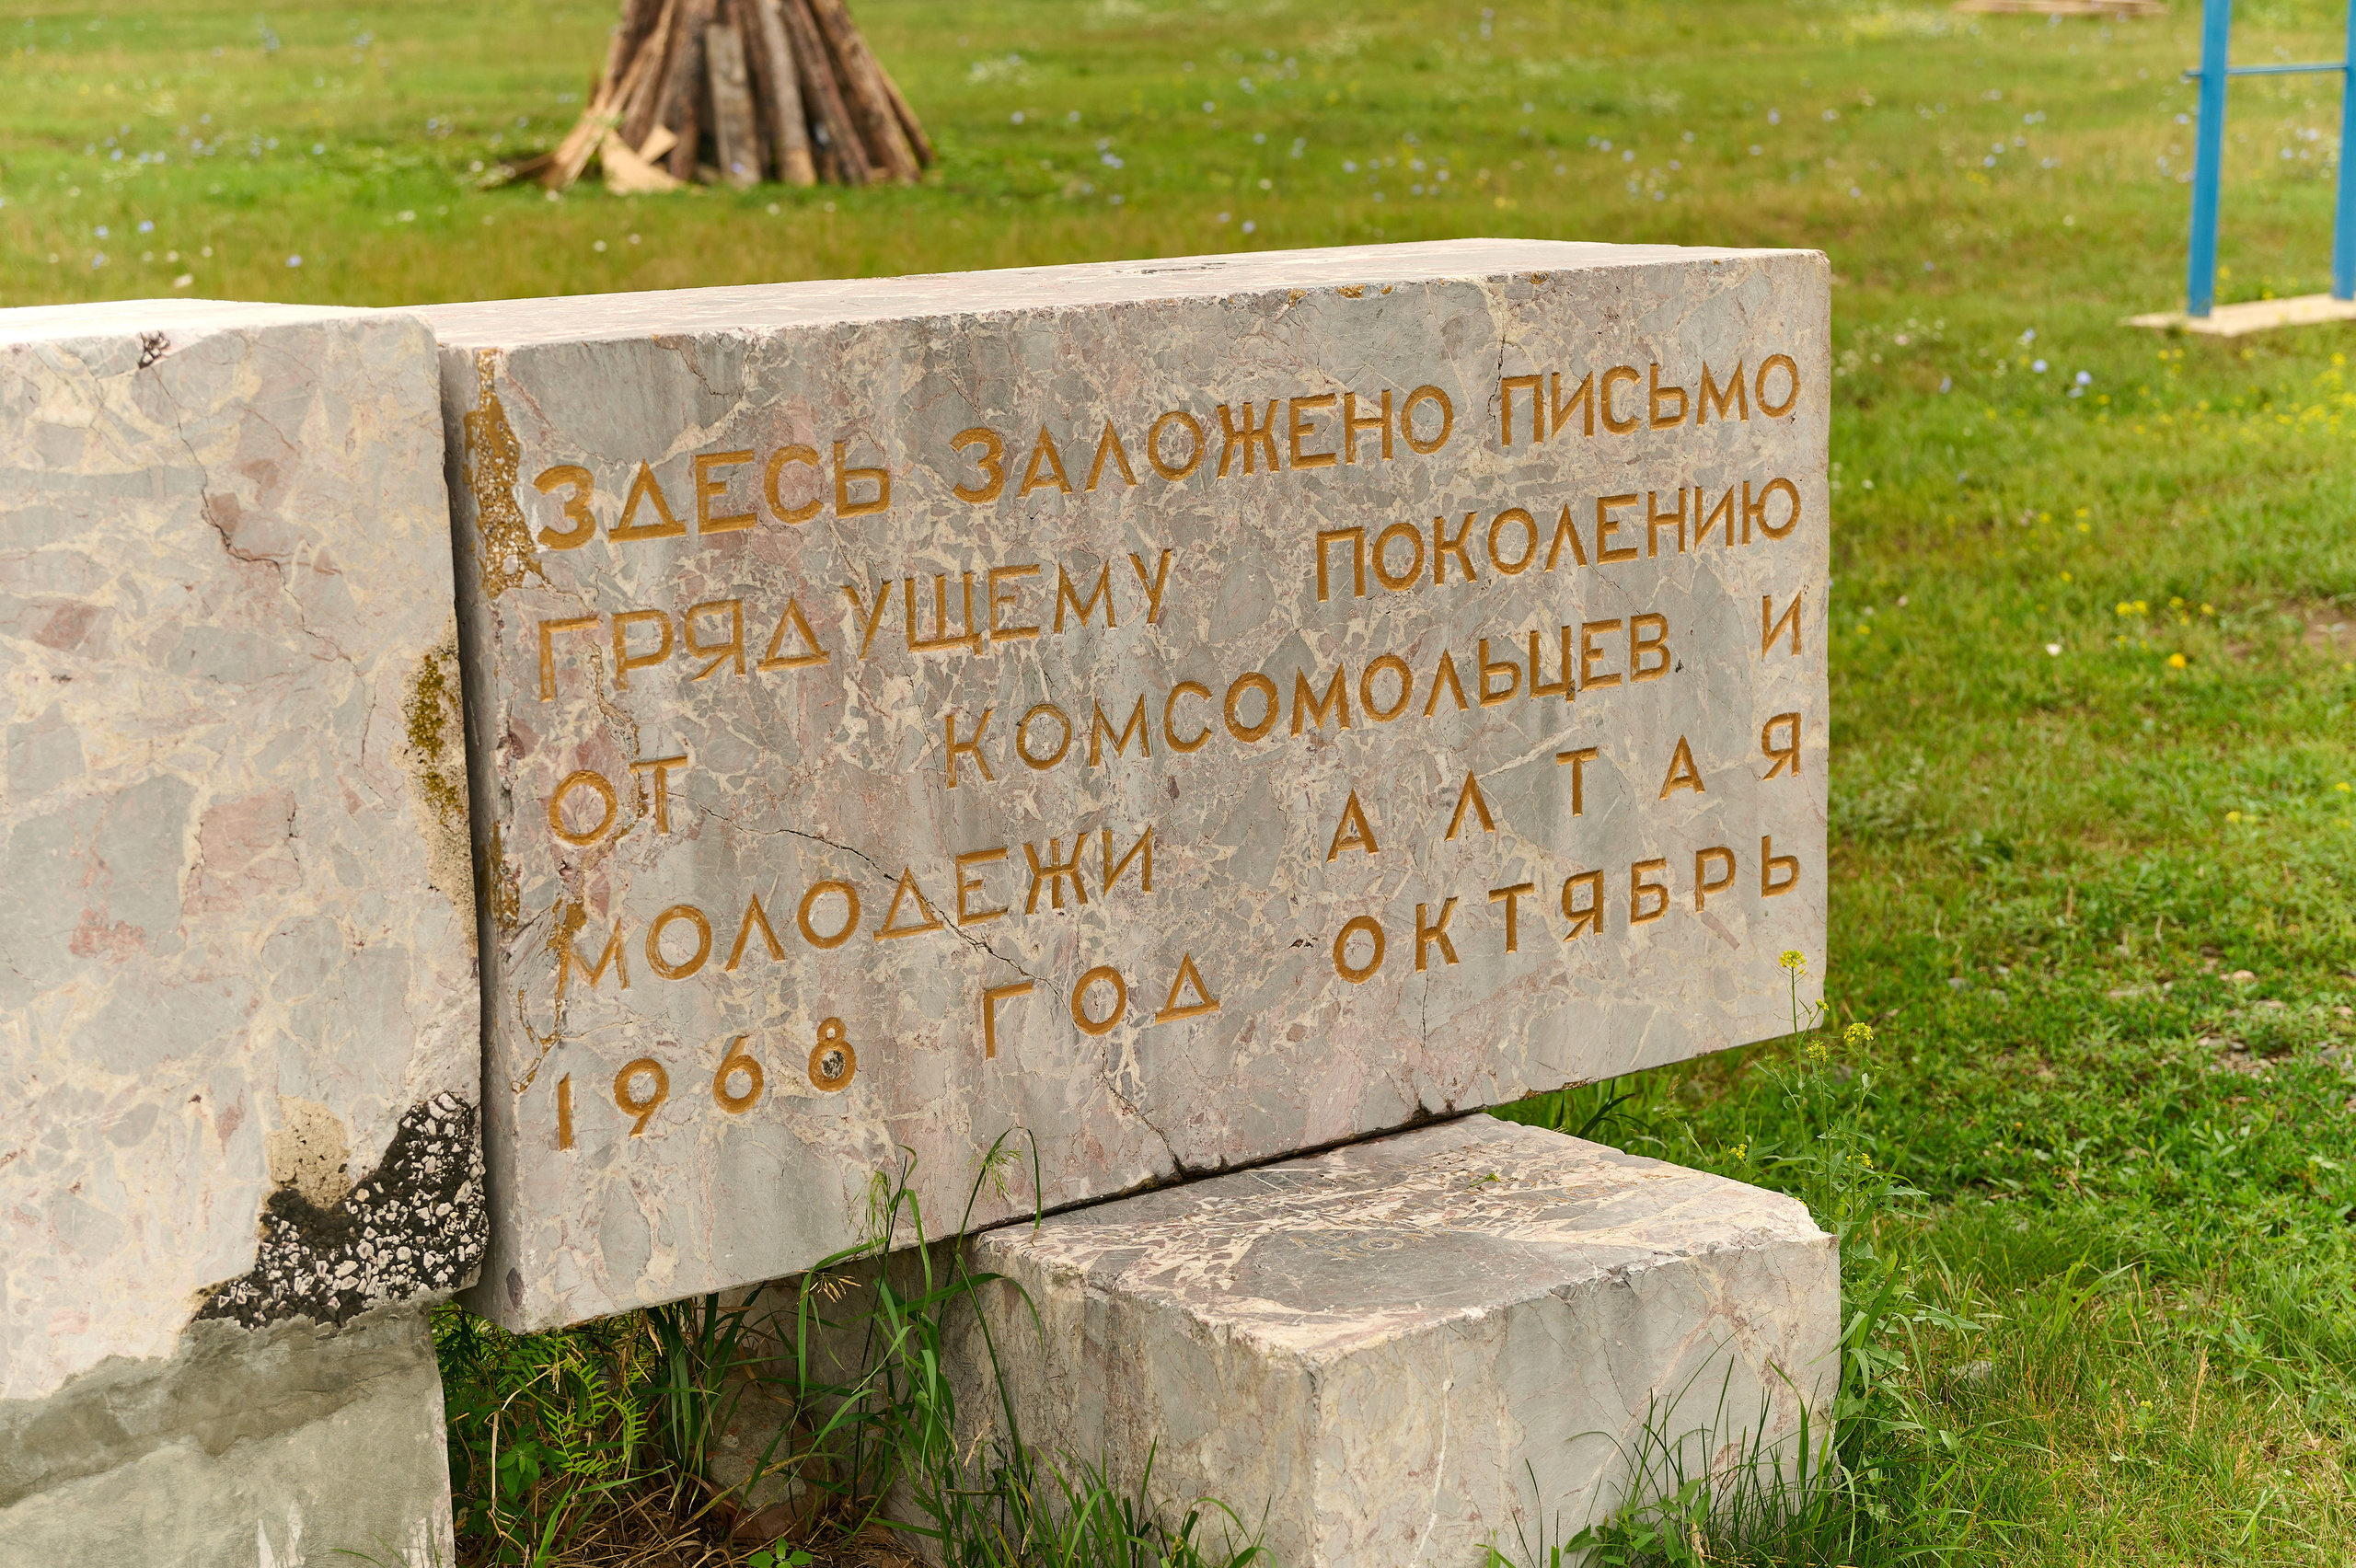 ЗДЕСЬ ЗАЛОЖЕНО ПИСЬМО
ГРЯДУЩЕМУ ПОКОЛЕНИЮ
ОТ КОМСОМОЛЬЦЕВ И
МОЛОДЕЖИ АЛТАЯ
1968 ГОД ОКТЯБРЬ